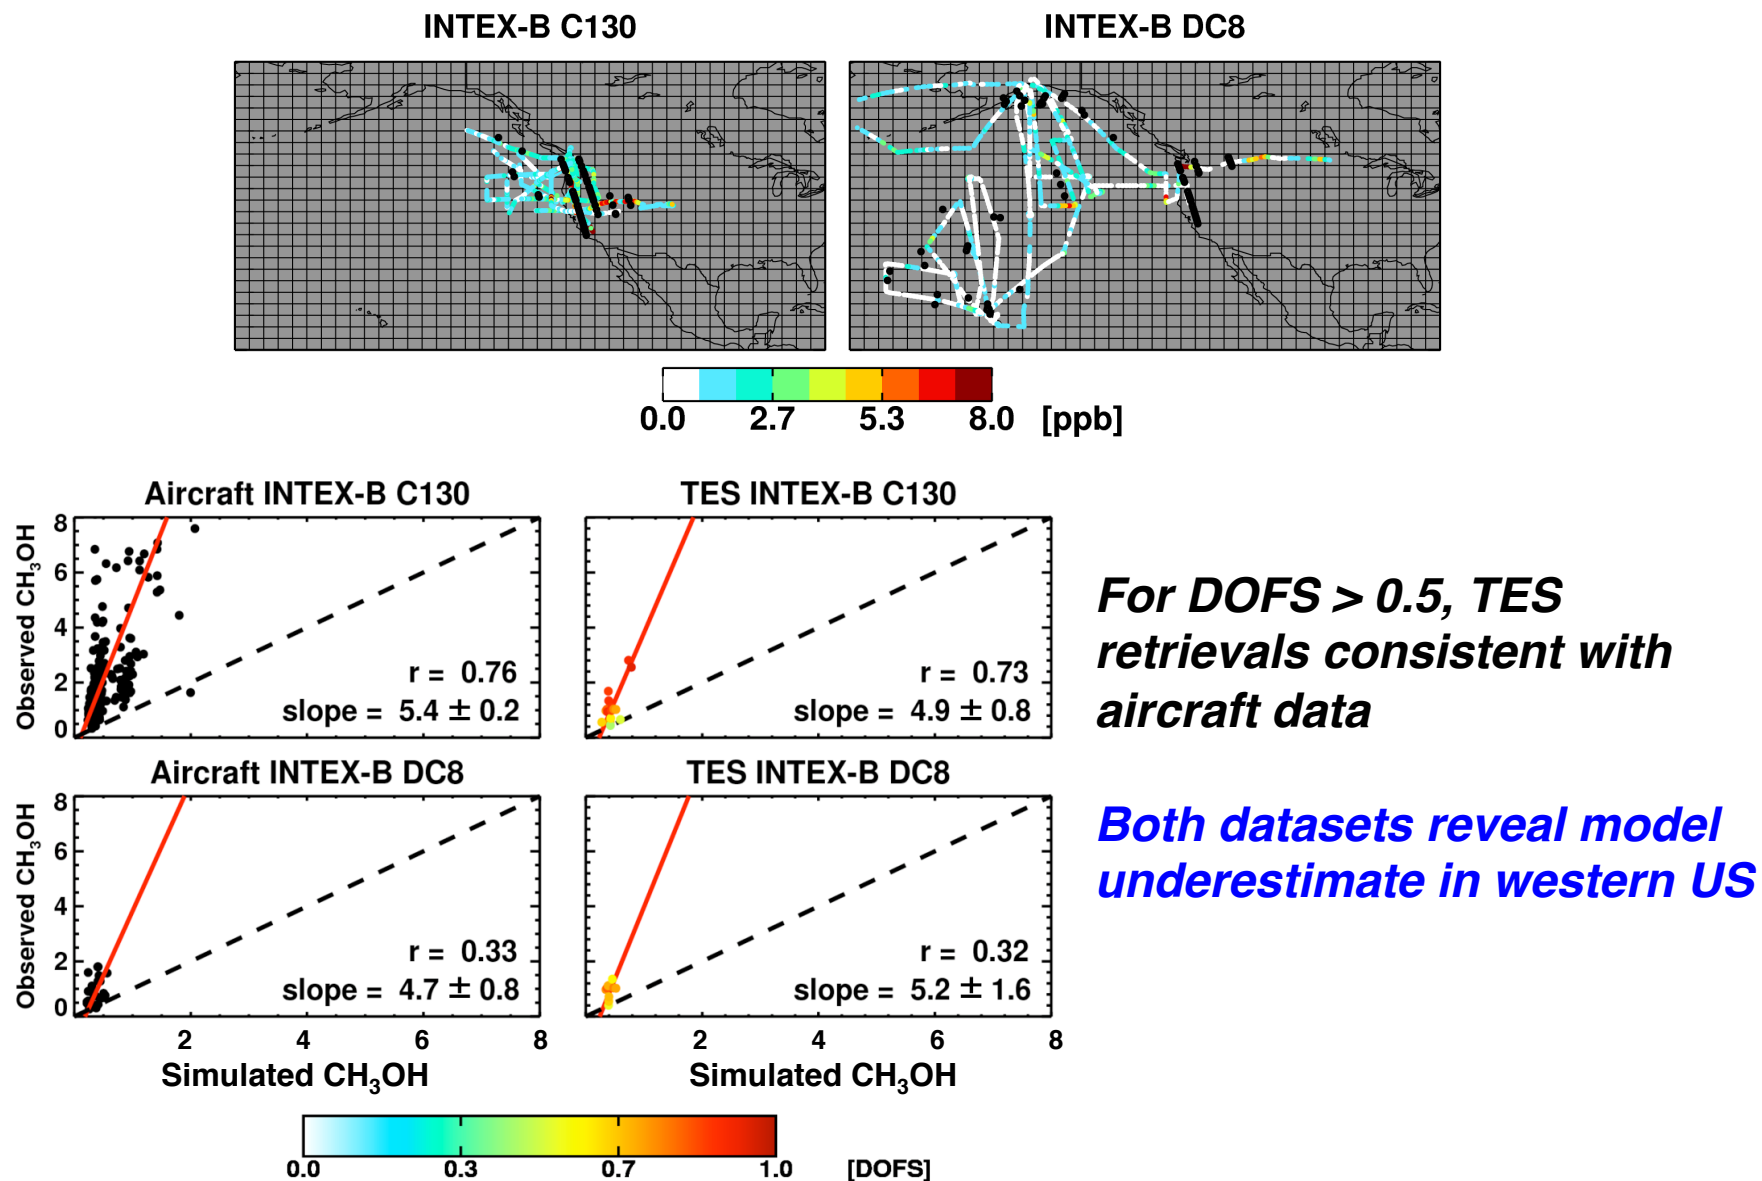 INTEX-B C130
INTEX-B DC8
0.0 2.7 5.3 8.0 [ppb]
Aircraft INTEX-B C130
8
6
4
2
0
Observed CH₃OH
r = 0.76
slope = 5.4 ± 0.2
TES INTEX-B C130
r = 0.73
slope = 4.9 ± 0.8
Aircraft INTEX-B DC8
8
6
4
2
0
Observed CH₃OH
r = 0.33
slope = 4.7 ± 0.8
2 4 6 8
Simulated CH₃OH
TES INTEX-B DC8
r = 0.32
slope = 5.2 ± 1.6
2 4 6 8
Simulated CH₃OH
0.0 0.3 0.7 1.0 [DOFS]
For DOFS > 0.5, TES
retrievals consistent with
aircraft data
Both datasets reveal model
underestimate in western US